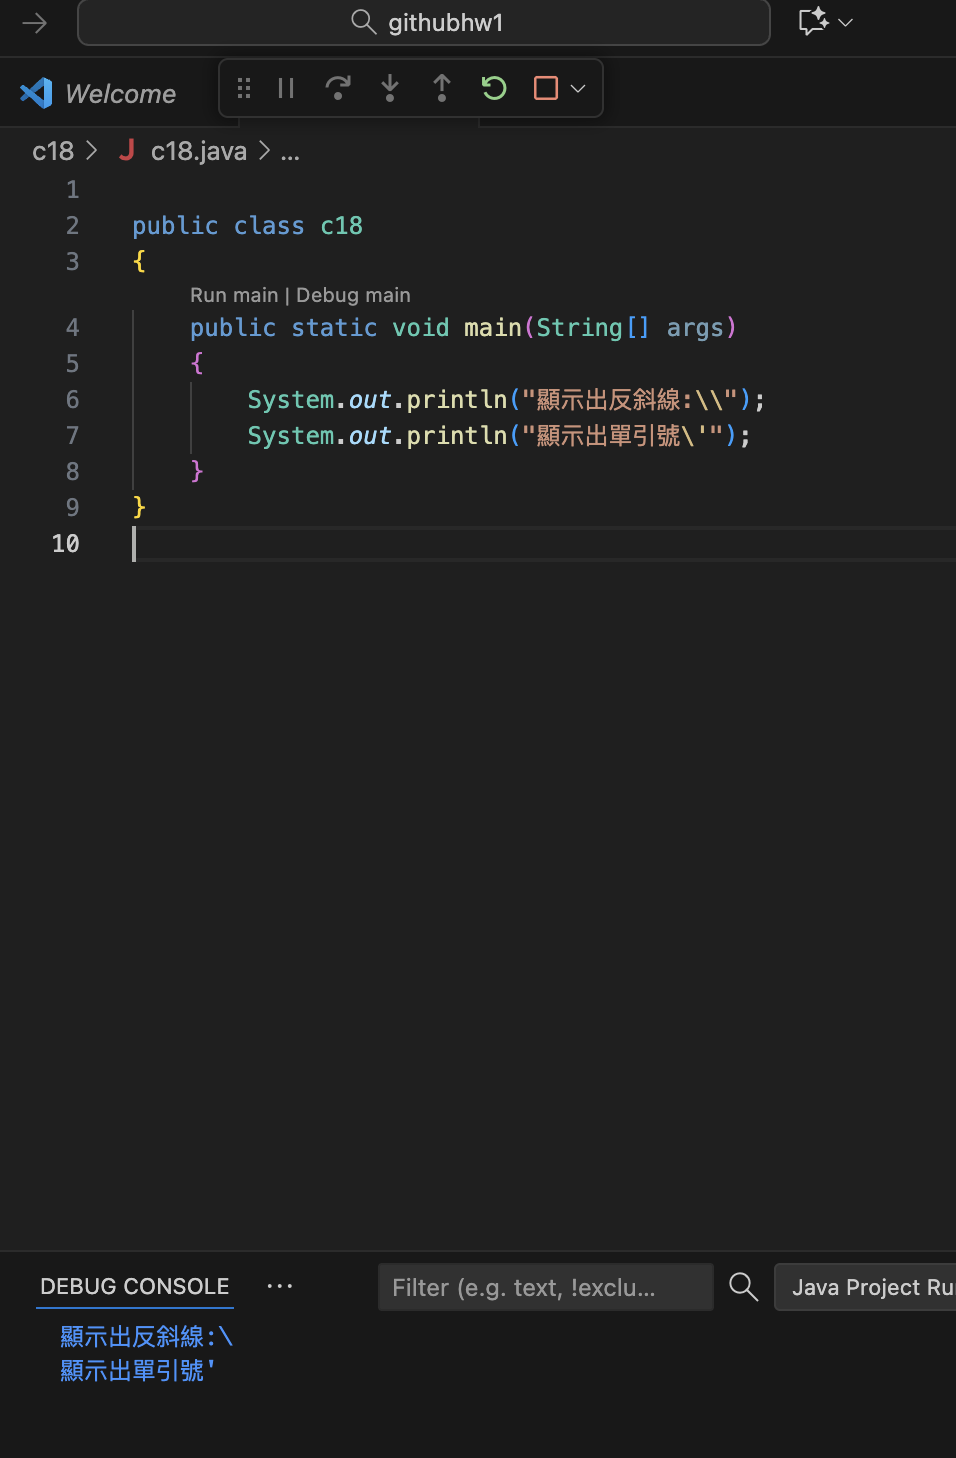 githubhw1
Welcome
c18 > J c18.java > ...
1
2 public class c18
3 {
Run main | Debug main
4 public static void main(String[] args)
5 {
6 System.out.println("顯示出反斜線:\\");
7 System.out.println("顯示出單引號\'");
8 }
9 }
10
DEBUG CONSOLE ··· Filter (e.g. text, !exclu... Java Project Ru
顯示出反斜線:\
顯示出單引號'